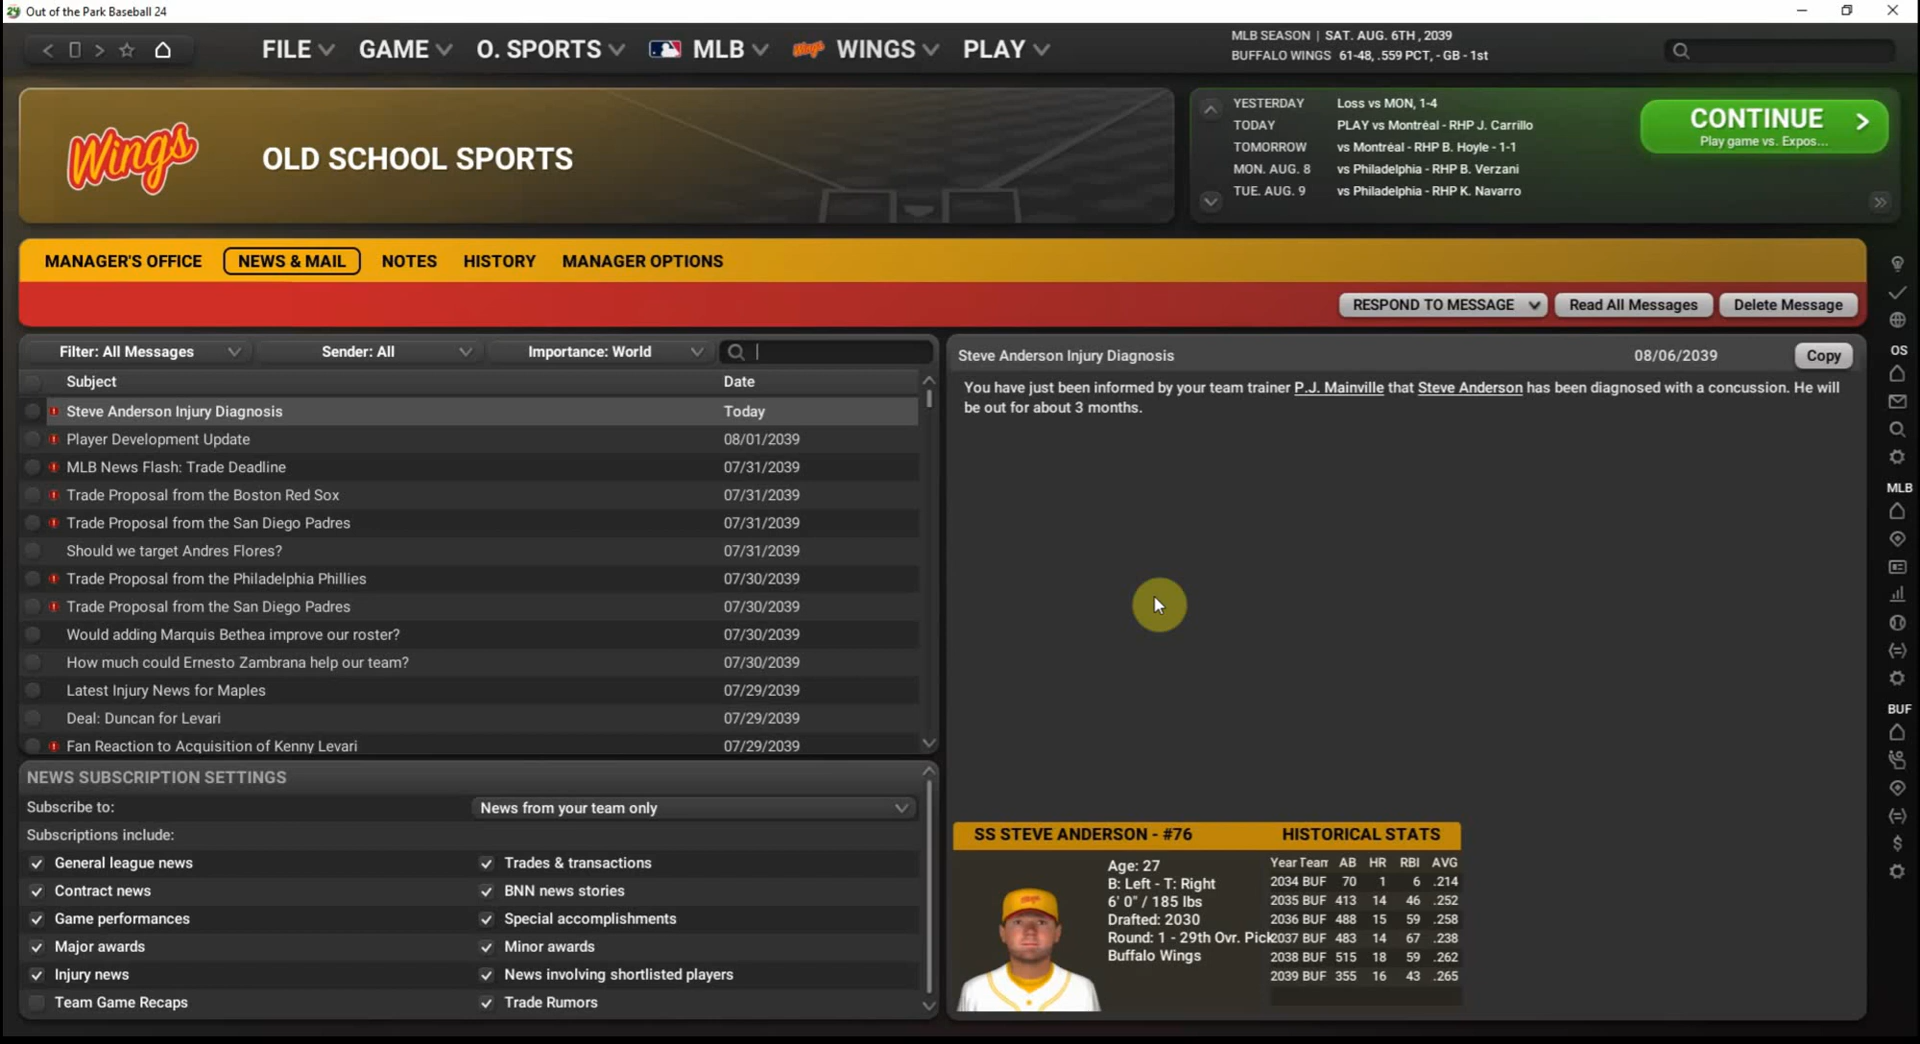 Out of the Park Baseball 24
FILE GAME O. SPORTS MLB WINGS PLAY
MLB SEASON | SAT. AUG. 6TH , 2039
BUFFALO WINGS 61-48, .559 PCT, - GB - 1st
Wings
OLD SCHOOL SPORTS
YESTERDAY Loss vs MON, 1-4
TODAY PLAY vs Montréal - RHP J. Carrillo
TOMORROW vs Montréal - RHP B. Hoyle - 1-1
MON. AUG. 8 vs Philadelphia - RHP B. Verzani
TUE. AUG. 9 vs Philadelphia - RHP K. Navarro
CONTINUE
Play game vs. Expos...
MANAGER'S OFFICE NEWS & MAIL NOTES HISTORY MANAGER OPTIONS
RESPOND TO MESSAGE Read All Messages Delete Message
Filter: All Messages Sender: All Importance: World
Subject Date
Steve Anderson Injury Diagnosis Today
Player Development Update 08/01/2039
MLB News Flash: Trade Deadline 07/31/2039
Trade Proposal from the Boston Red Sox 07/31/2039
Trade Proposal from the San Diego Padres 07/31/2039
Should we target Andres Flores? 07/31/2039
Trade Proposal from the Philadelphia Phillies 07/30/2039
Trade Proposal from the San Diego Padres 07/30/2039
Would adding Marquis Bethea improve our roster? 07/30/2039
How much could Ernesto Zambrana help our team? 07/30/2039
Latest Injury News for Maples 07/29/2039
Deal: Duncan for Levari 07/29/2039
Fan Reaction to Acquisition of Kenny Levari 07/29/2039
Steve Anderson Injury Diagnosis 08/06/2039 Copy
You have just been informed by your team trainer P.J. Mainville that Steve Anderson has been diagnosed with a concussion. He will
be out for about 3 months.
NEWS SUBSCRIPTION SETTINGS
Subscribe to: News from your team only
Subscriptions include:
General league news Trades & transactions
Contract news BNN news stories
Game performances Special accomplishments
Major awards Minor awards
Injury news News involving shortlisted players
Team Game Recaps Trade Rumors
SS STEVE ANDERSON - #76
Age: 27
B: Left - T: Right
6' 0" / 185 lbs
Drafted: 2030
Round: 1 - 29th Ovr. Pick
Buffalo Wings
HISTORICAL STATS
Year Team AB HR RBI AVG
2034 BUF 70 1 6 .214
2035 BUF 413 14 46 .252
2036 BUF 488 15 59 .258
2037 BUF 483 14 67 .238
2038 BUF 515 18 59 .262
2039 BUF 355 16 43 .265
OS
MLB
BUF